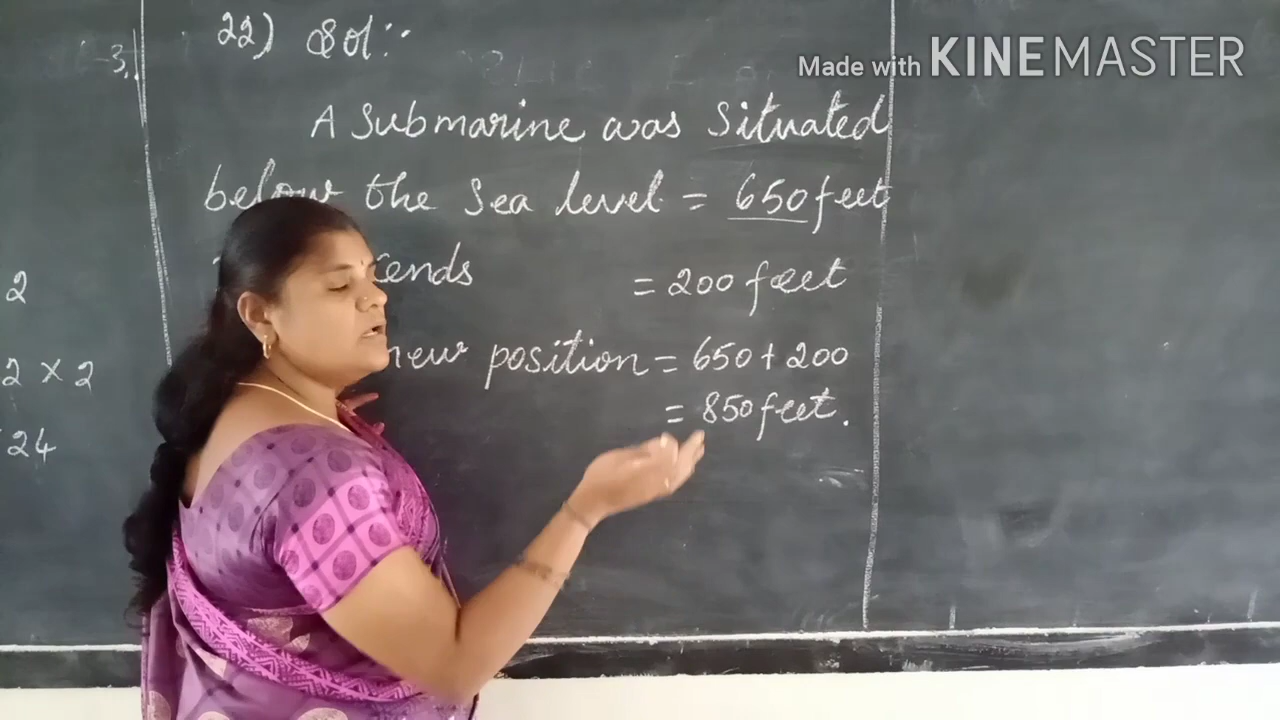 Made with KINEMASTER
22) Sol:-
A Submarine was Situated
below the Sea level = 650 feet
= 200 feet
new position = 650 + 200
= 850 feet.
2
2 × 2
24